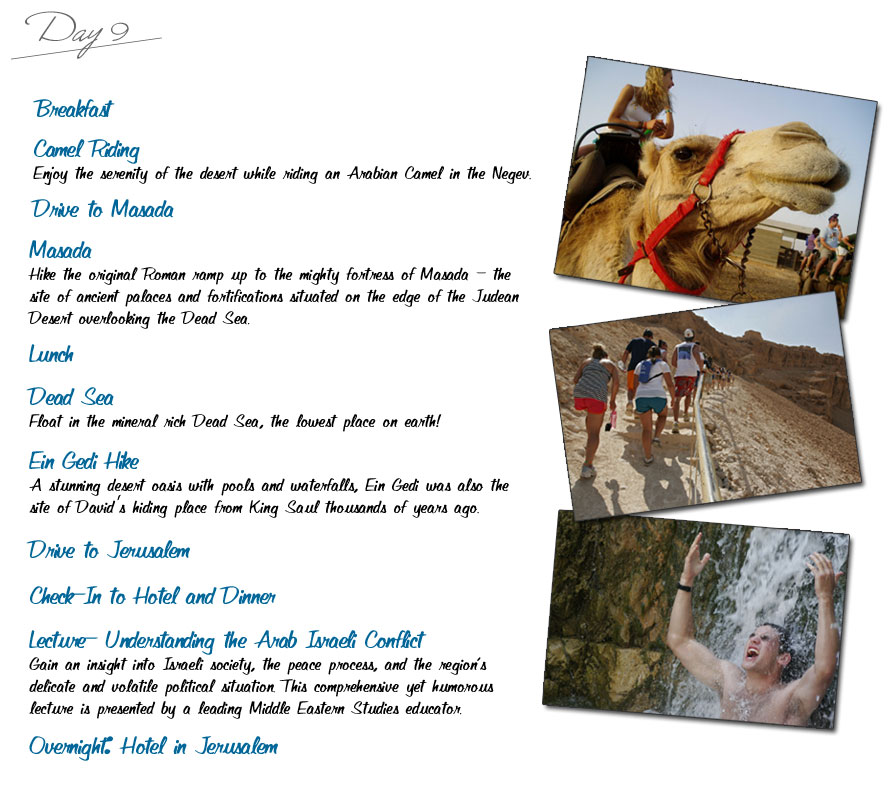 Day 9
Breakfast
Camel Riding
Enjoy the serenity of the desert while riding an Arabian Camel in the Negev.
Drive to Masada
Masada
Hike the original Roman ramp up to the mighty fortress of Masada – the
site of ancient palaces and fortifications situated on the edge of the Judean
Desert overlooking the Dead Sea.
Lunch
Dead Sea
Float in the mineral rich Dead Sea, the lowest place on earth!
Ein Gedi Hike
A stunning desert oasis with pools and waterfalls, Ein Gedi was also the
site of David's hiding place from King Saul thousands of years ago.
Drive to Jerusalem
Check-In to Hotel and Dinner
Lecture- Understanding the Arab Israeli Conflict
Gain an insight into Israeli society, the peace process, and the region's
delicate and volatile political situation. This comprehensive yet humorous
lecture is presented by a leading Middle Eastern Studies educator.
Overnight: Hotel in Jerusalem